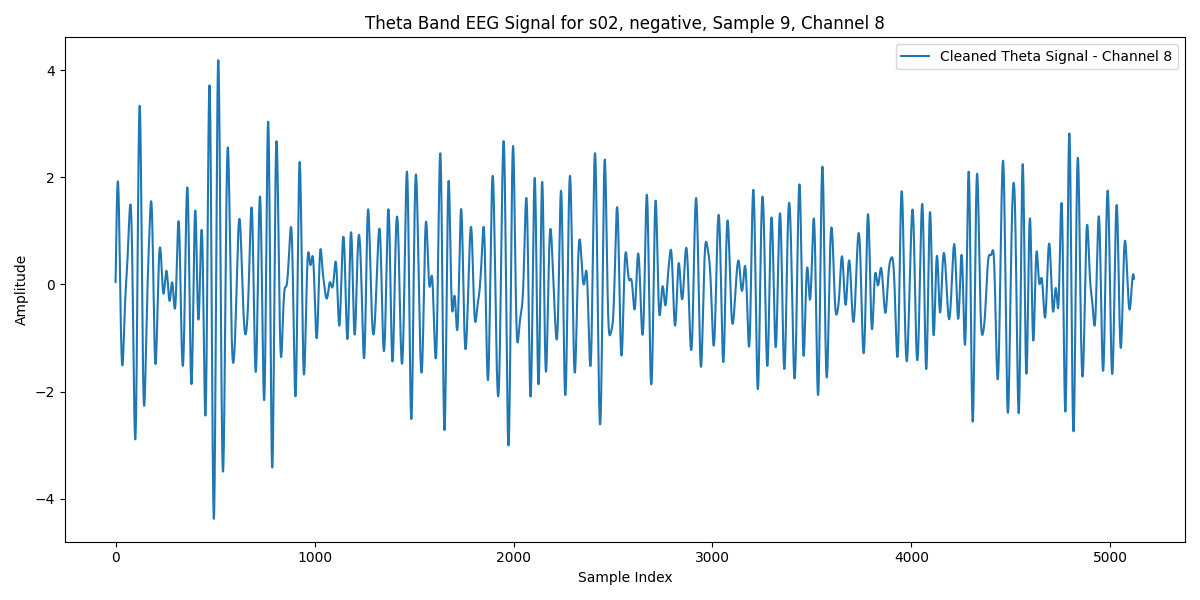 Theta Band EEG Signal for s02, negative, Sample 9, Channel 8
Cleaned Theta Signal - Channel 8
Amplitude
4
2
0
−2
−4
0 1000 2000 3000 4000 5000
Sample Index